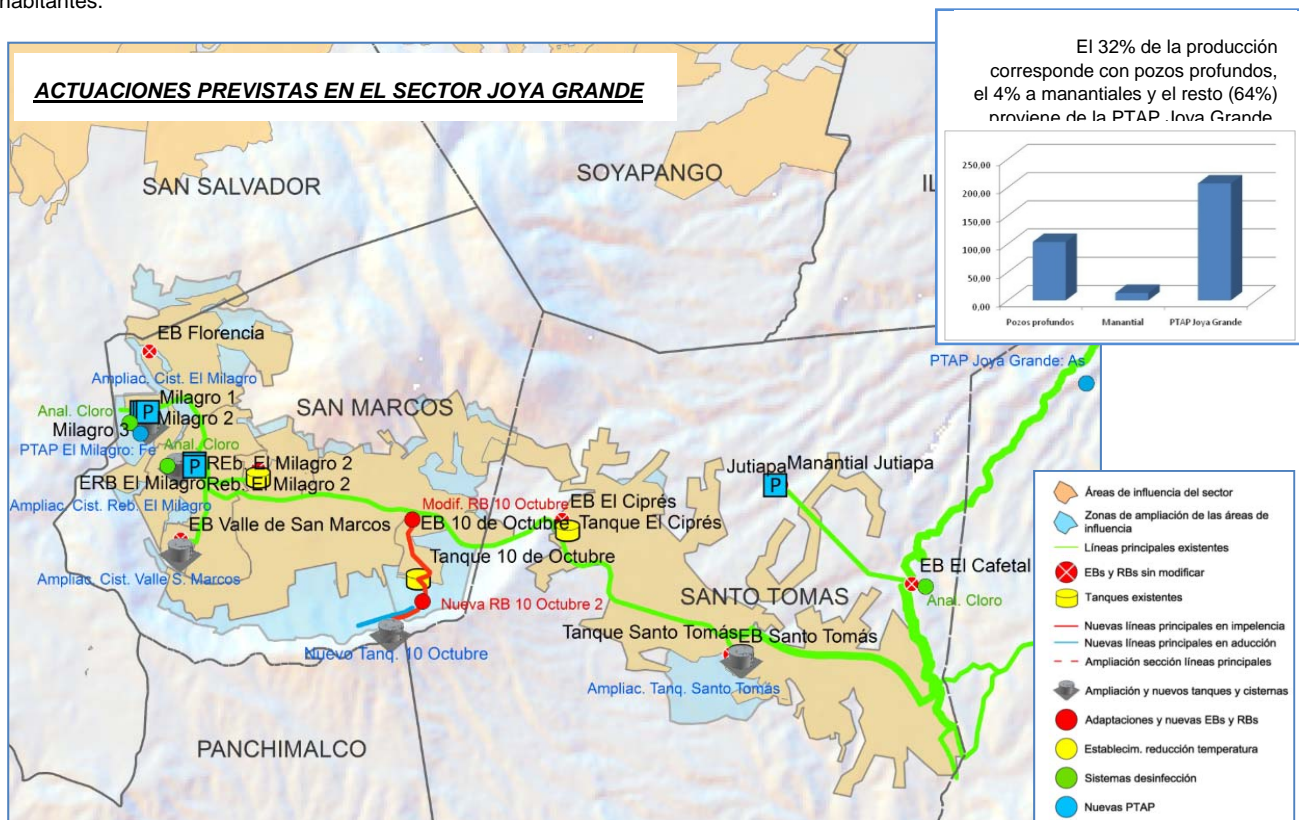 habitantes.
ACTUACIONES PREVISTAS EN EL SECTOR JOYA GRANDE
El 32% de la producción
corresponde con pozos profundos,
el 4% a manantiales y el resto (64%)
proviene de la PTAP Joya Grande.
250,00
200,00
150,00
100,00
50,00
0,00
Pozos profundos
Manantial
PTAP Joya Grande
SAN SALVADOR
SOYAPANGO
EB Florencia
PTAP Joya Grande: As
Ampliac. Cist. El Milagro
Milagro 1
Anal. Cloro
Milagro 2
SAN MARCOS
Milagro 3
PTAP El Milagro: Fe
Anal. Cloro
REb. El Milagro 2
Jutiapa
Manantial Jutiapa
ERB El Milagro
Reb. El Milagro 2
Ampliac. Cist. Reb. El Milagro
Modif. RB 10 Octubre
EB El Ciprés
EB Valle de San Marcos
EB 10 de Octubre
Tanque El Ciprés
Tanque 10 de Octubre
EB El Cafetal
Ampliac. Cist. Valle S. Marcos
Anal. Cloro
Nueva RB 10 Octubre 2
SANTO TOMAS
Tanque Santo Tomás
EB Santo Tomás
Nuevo Tanq. 10 Octubre
Ampliac. Tanq. Santo Tomás
PANCHIMALCO
Áreas de influencia del sector
Zonas de ampliación de las áreas de
influencia
Líneas principales existentes
EBs y RBs sin modificar
Tanques existentes
Nuevas líneas principales en impelencia
Nuevas líneas principales en aducción
Ampliación sección líneas principales
Ampliación y nuevos tanques y cisternas
Adaptaciones y nuevas EBs y RBs
Establecim. reducción temperatura
Sistemas desinfección
Nuevas PTAP
P
P
P